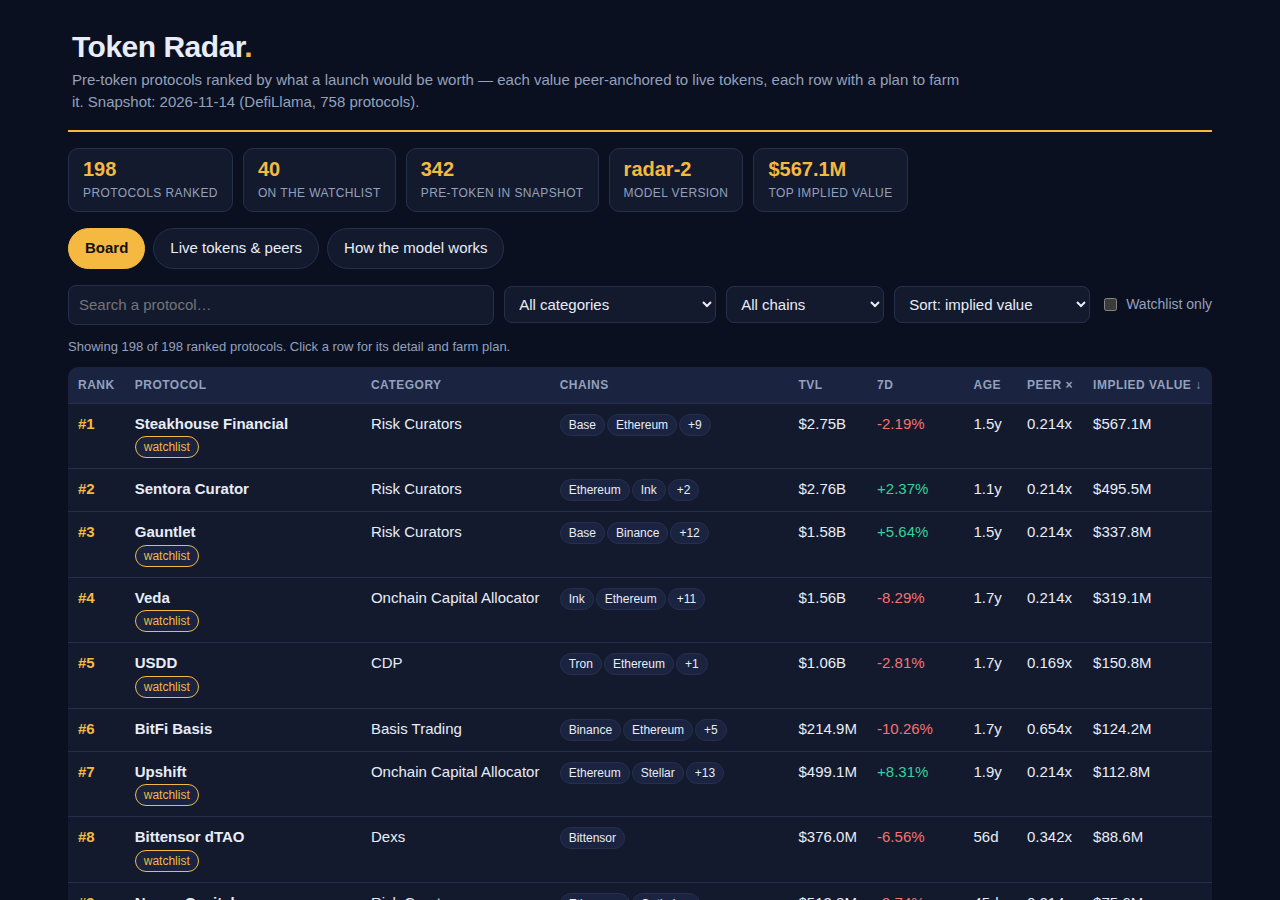 Token Radar.
Pre-token protocols ranked by what a launch would be worth — each value peer-anchored to live tokens, each row with a plan to farm
it. Snapshot: 2026-11-14 (DefiLlama, 758 protocols).
198 40 342 radar-2 $567.1M
PROTOCOLS RANKED ON THE WATCHLIST PRE-TOKEN IN SNAPSHOT MODEL VERSION TOP IMPLIED VALUE
Board Live tokens & peers How the model works
Search a protocol… All categories All chains Sort: implied value Watchlist only
Showing 198 of 198 ranked protocols. Click a row for its detail and farm plan.
RANK PROTOCOL CATEGORY CHAINS TVL 7D AGE PEER × IMPLIED VALUE ↓
#1 Steakhouse Financial Risk Curators Base Ethereum +9 $2.75B -2.19% 1.5y 0.214x $567.1M
watchlist
#2 Sentora Curator Risk Curators Ethereum Ink +2 $2.76B +2.37% 1.1y 0.214x $495.5M
#3 Gauntlet Risk Curators Base Binance +12 $1.58B +5.64% 1.5y 0.214x $337.8M
watchlist
#4 Veda Onchain Capital Allocator Ink Ethereum +11 $1.56B -8.29% 1.7y 0.214x $319.1M
watchlist
#5 USDD CDP Tron Ethereum +1 $1.06B -2.81% 1.7y 0.169x $150.8M
watchlist
#6 BitFi Basis Basis Trading Binance Ethereum +5 $214.9M -10.26% 1.7y 0.654x $124.2M
#7 Upshift Onchain Capital Allocator Ethereum Stellar +13 $499.1M +8.31% 1.9y 0.214x $112.8M
watchlist
#8 Bittensor dTAO Dexs Bittensor $376.0M -6.56% 56d 0.342x $88.6M
watchlist